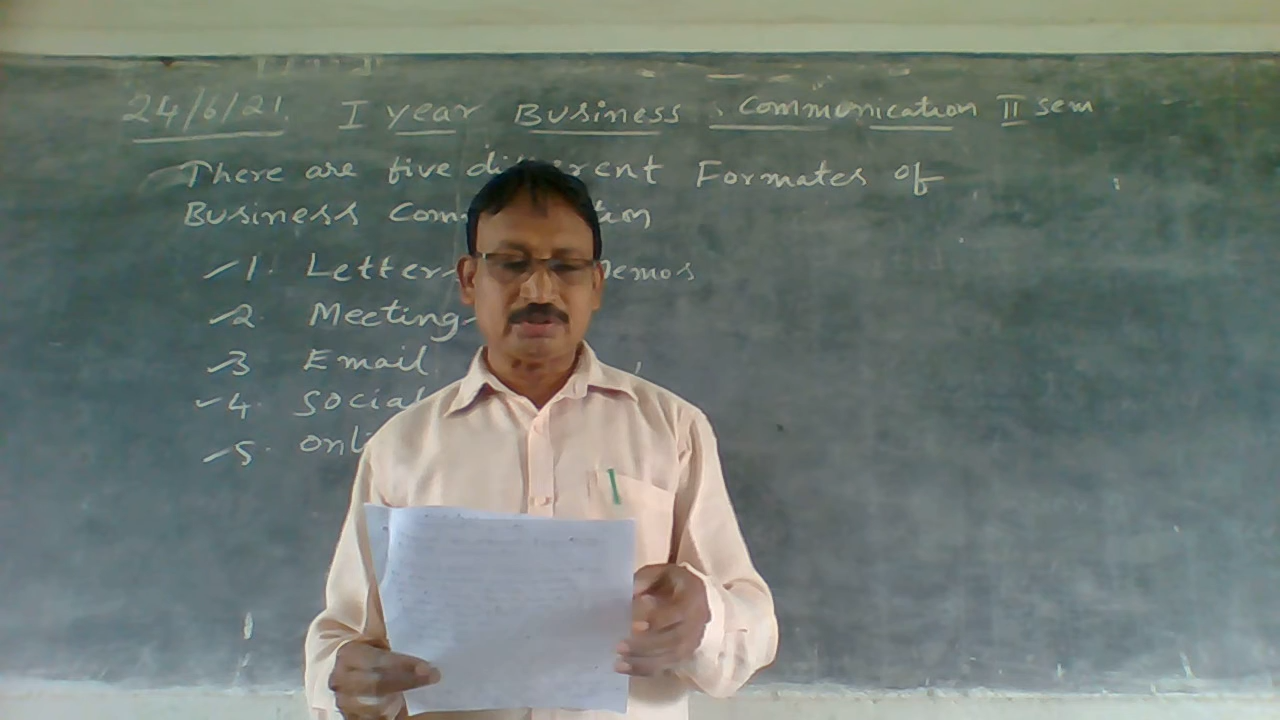 24/6/21. I year Business Communication II sem
There are five different Formates of
Business
1. Letter
2. Meeting
3 Email
4. Social
5.